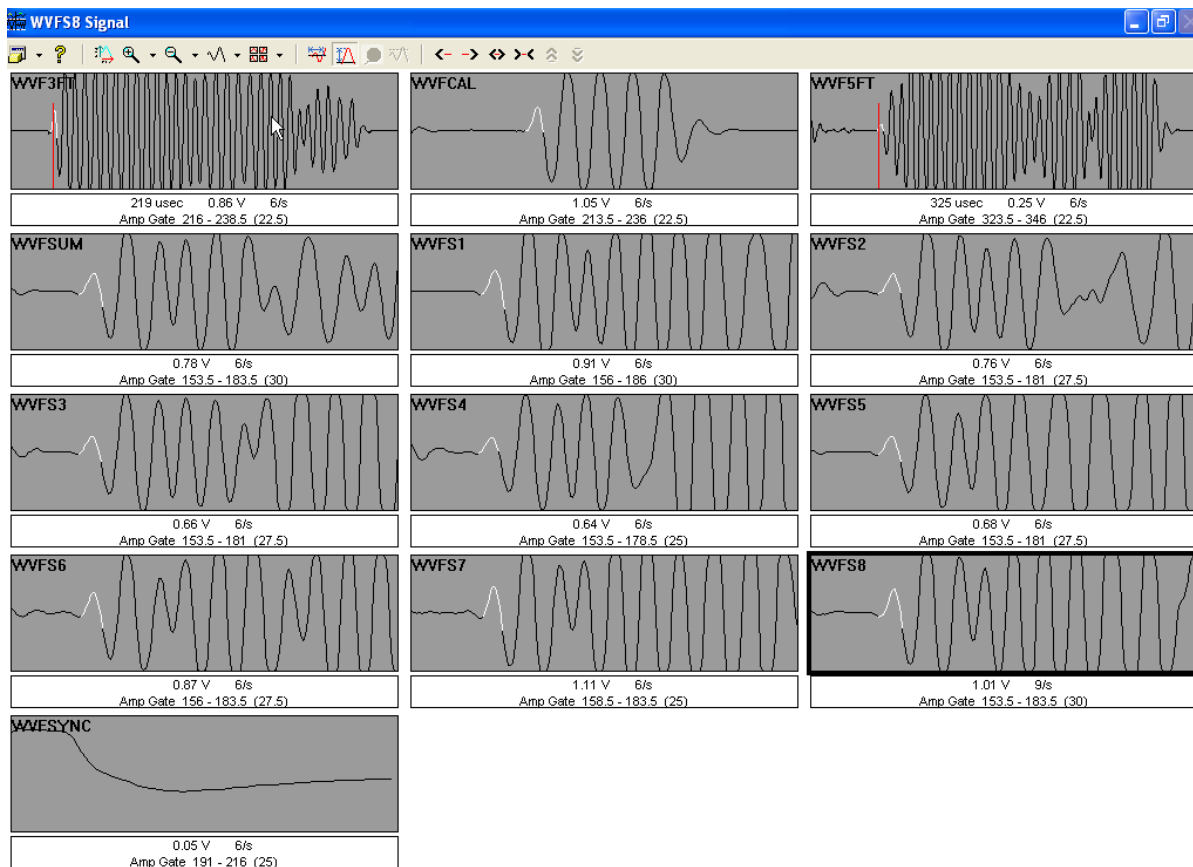 WVFS8 Signal
WVF3FT
219 usec 0.86 V 6/s
Amp Gate 216 - 238.5 (22.5)
WVFCAL
1.05 V 6/s
Amp Gate 213.5 - 236 (22.5)
WVF5FT
325 usec 0.25 V 6/s
Amp Gate 323.5 - 346 (22.5)
WVFSUM
0.78 V 6/s
Amp Gate 153.5 - 183.5 (30)
WVFS1
0.91 V 6/s
Amp Gate 156 - 186 (30)
WVFS2
0.76 V 6/s
Amp Gate 153.5 - 181 (27.5)
WVFS3
0.66 V 6/s
Amp Gate 153.5 - 181 (27.5)
WVFS4
0.64 V 6/s
Amp Gate 153.5 - 178.5 (25)
WVFS5
0.68 V 6/s
Amp Gate 153.5 - 181 (27.5)
WVFS6
0.87 V 6/s
Amp Gate 156 - 183.5 (27.5)
WVFS7
1.11 V 6/s
Amp Gate 158.5 - 183.5 (25)
WVFS8
1.01 V 9/s
Amp Gate 153.5 - 183.5 (30)
WVFSYNC
0.05 V 6/s
Amp Gate 191 - 216 (25)